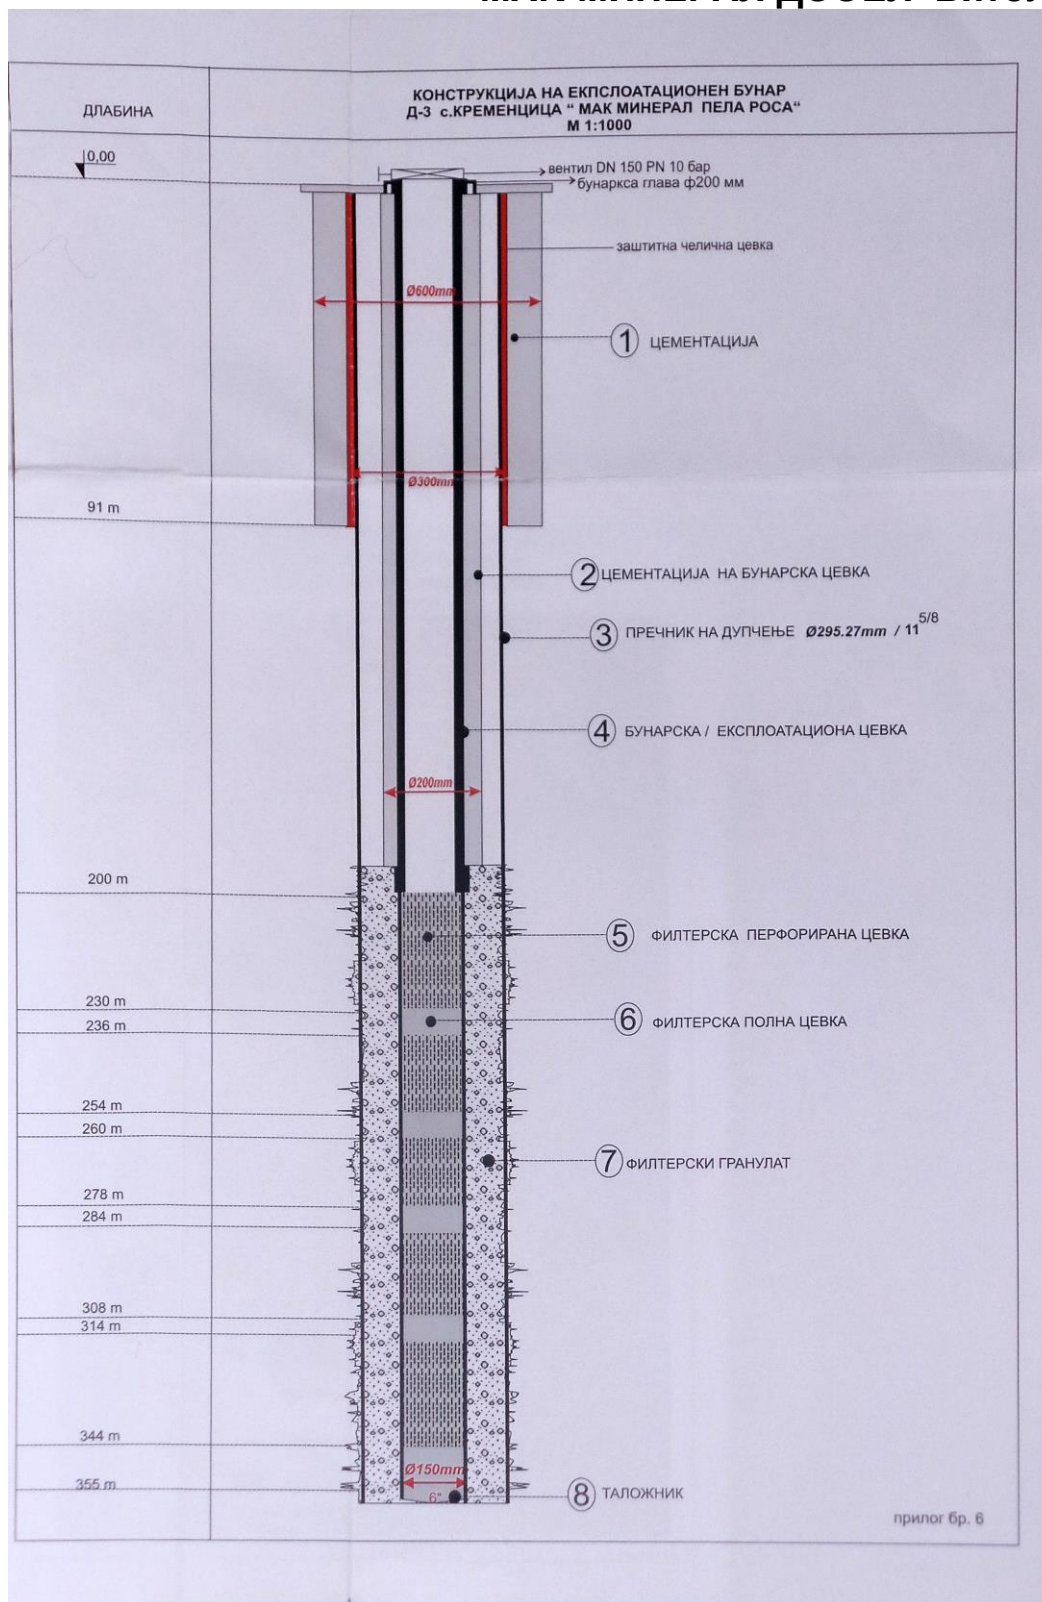 ДЛАБИНА
КОНСТРУКЦИЈА НА ЕКПСЛОАТАЦИОНЕН БУНАР
Д-3 с.КРЕМЕНЦИЦА “ МАК МИНЕРАЛ ПЕЛА РОСА“
М 1:1000
0,00
вентил DN 150 PN 10 бар
бунаркса глава ф200 мм
заштитна челична цевка
Ø600mm
1 ЦЕМЕНТАЦИЈА
Ø300mm
91 m
2 ЦЕМЕНТАЦИЈА НА БУНАРСКА ЦЕВКА
3 ПРЕЧНИК НА ДУПЧЕЊЕ Ø295.27mm / 11 5/8
4 БУНАРСКА / ЕКСПЛОАТАЦИОНА ЦЕВКА
Ø200mm
200 m
5 ФИЛТЕРСКА ПЕРФОРИРАНА ЦЕВКА
230 m
6 ФИЛТЕРСКА ПОЛНА ЦЕВКА
236 m
254 m
260 m
7 ФИЛТЕРСКИ ГРАНУЛАТ
278 m
284 m
308 m
314 m
344 m
Ø150mm
355 m
6"
8 ТАЛОЖНИК
прилог бр. 6